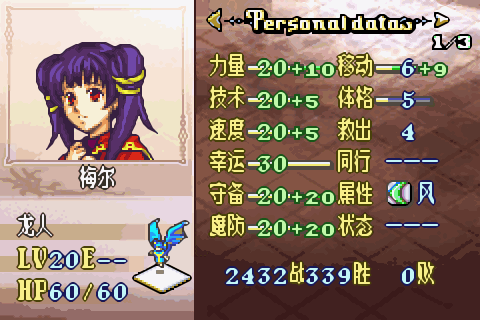 Personal data
1/3
力量 20+10 移动 6+9
技术 20+5 体格 5
速度 20+5 救出 4
幸运 30 同行 ---
守备 20+20 属性 风
魔防 20+20 状态 ---
2432战339胜 0败
梅尔
龙人
LV20E--
HP60/60